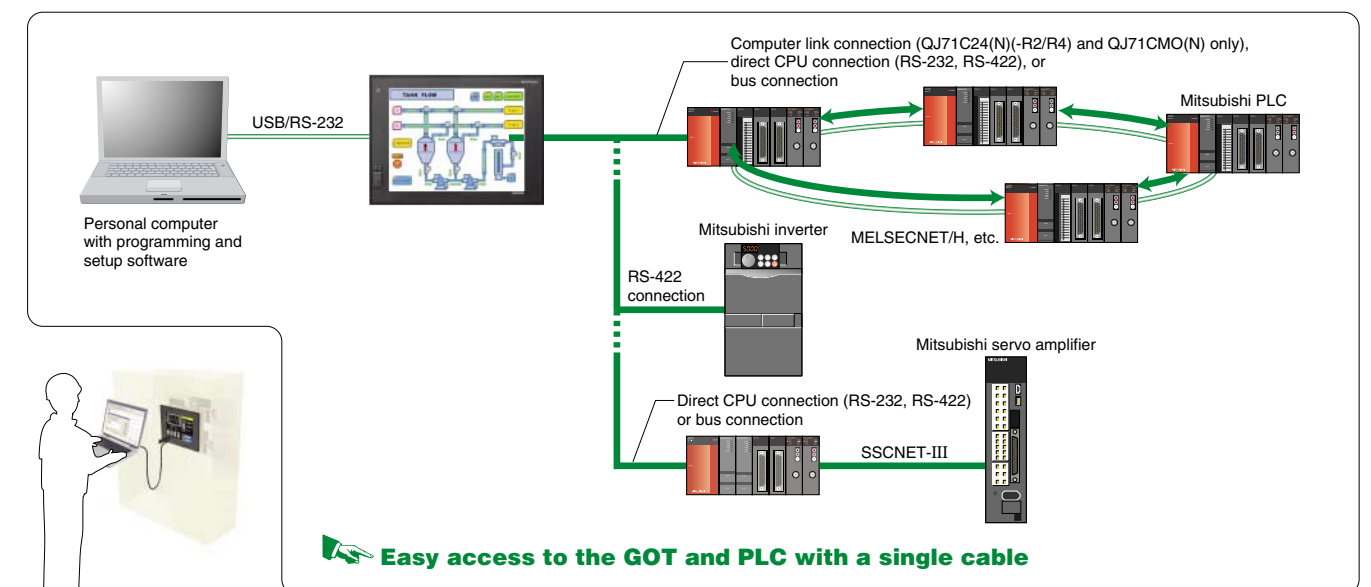 Computer link connection (QJ71C24(N)(-R2/R4) and QJ71CMO(N) only),
direct CPU connection (RS-232, RS-422), or
bus connection
Mitsubishi PLC
USB/RS-232
TANK FLOW
Personal computer
with programming and
setup software
MELSECNET/H, etc.
Mitsubishi inverter
5000
RS-422
connection
Mitsubishi servo amplifier
Direct CPU connection (RS-232, RS-422)
or bus connection
SSCNET-III
Easy access to the GOT and PLC with a single cable